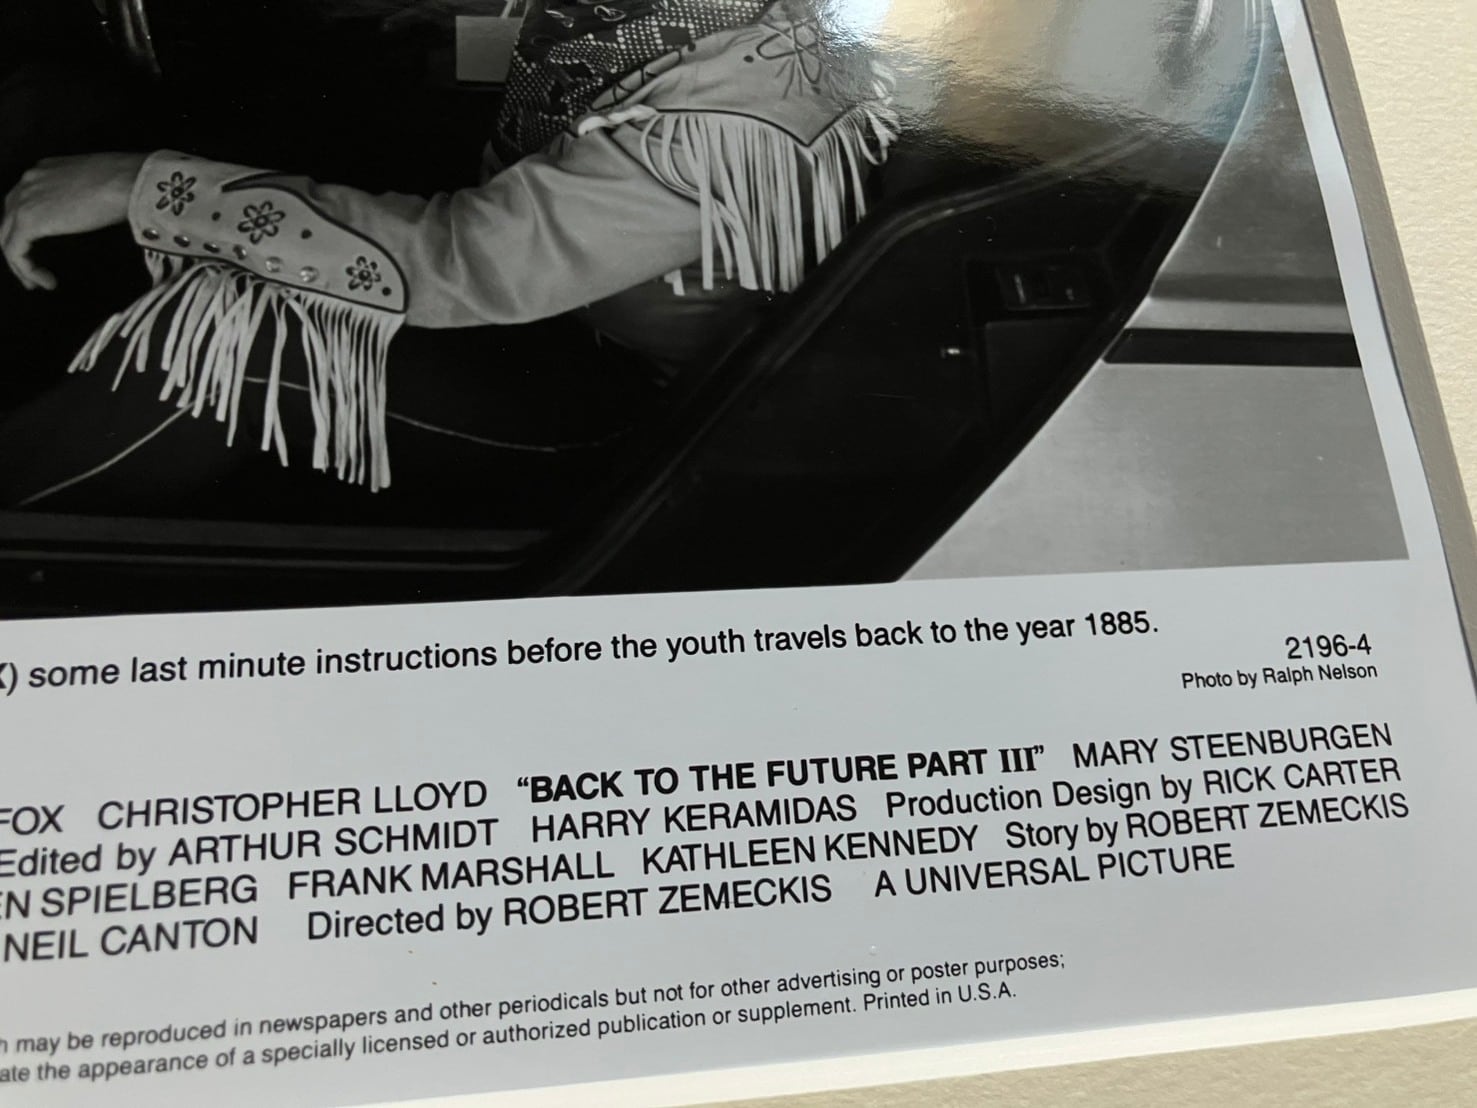 ) some last minute instructions before the youth travels back to the year 1885.
2196-4
Photo by Ralph Nelson
FOX CHRISTOPHER LLOYD “BACK TO THE FUTURE PART III” MARY STEENBURGEN
Edited by ARTHUR SCHMIDT HARRY KERAMIDAS Production Design by RICK CARTER
EN SPIELBERG FRANK MARSHALL KATHLEEN KENNEDY Story by ROBERT ZEMECKIS
NEIL CANTON Directed by ROBERT ZEMECKIS A UNIVERSAL PICTURE
h may be reproduced in newspapers and other periodicals but not for other advertising or poster purposes;
ate the appearance of a specially licensed or authorized publication or supplement. Printed in U.S.A.